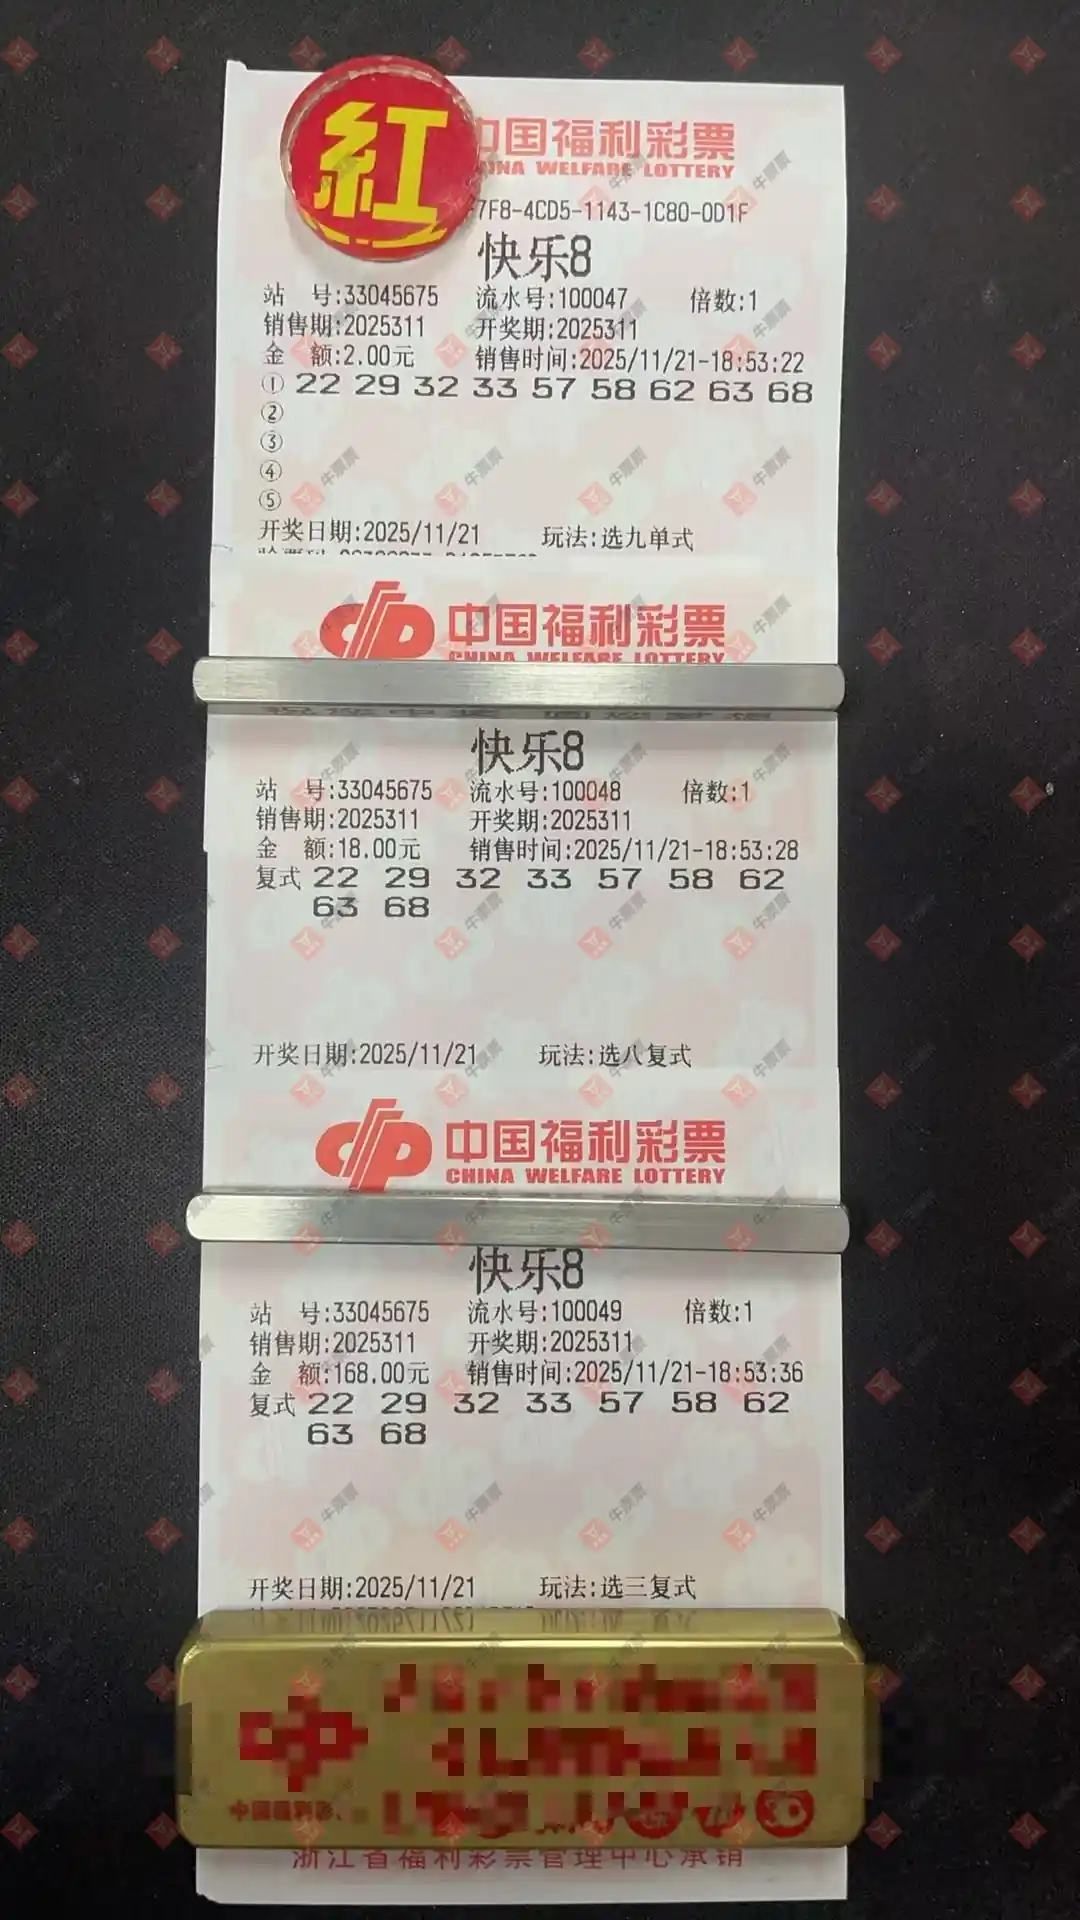 紅
中国福利彩票
CHINA WELFARE LOTTERY
F7F8-4CD5-1143-1C80-0D1F
快乐8
站 号:33045675 流水号:100047 倍数:1
销售期:2025311 开奖期:2025311
金 额:2.00元 销售时间:2025/11/21-18:53:22
① 22 29 32 33 57 58 62 63 68
②
③
④
⑤
开奖日期:2025/11/21 玩法:选九单式
中国福利彩票
CHINA WELFARE LOTTERY
快乐8
站 号:33045675 流水号:100048 倍数:1
销售期:2025311 开奖期:2025311
金 额:18.00元 销售时间:2025/11/21-18:53:28
复式 22 29 32 33 57 58 62
63 68
开奖日期:2025/11/21 玩法:选八复式
中国福利彩票
CHINA WELFARE LOTTERY
快乐8
站 号:33045675 流水号:100049 倍数:1
销售期:2025311 开奖期:2025311
金 额:168.00元 销售时间:2025/11/21-18:53:36
复式 22 29 32 33 57 58 62
63 68
开奖日期:2025/11/21 玩法:选三复式
浙江省福利彩票管理中心承销
牛票票